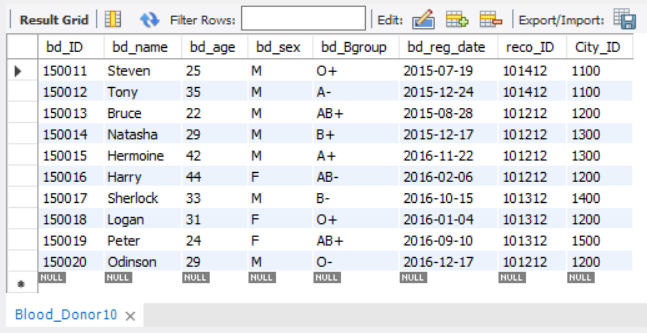 Result Grid Filter Rows: Edit: Export/Import:
bd_ID bd_name bd_age bd_sex bd_Bgroup bd_reg_date reco_ID City_ID
150011 Steven 25 M O+ 2015-07-19 101412 1100
150012 Tony 35 M A- 2015-12-24 101412 1100
150013 Bruce 22 M AB+ 2015-08-28 101212 1200
150014 Natasha 29 M B+ 2015-12-17 101212 1300
150015 Hermoine 42 M A+ 2016-11-22 101212 1300
150016 Harry 44 F AB- 2016-02-06 101212 1200
150017 Sherlock 33 M B- 2016-10-15 101312 1400
150018 Logan 31 F O+ 2016-01-04 101312 1200
150019 Peter 24 F AB+ 2016-09-10 101312 1500
150020 Odinson 29 M O- 2016-12-17 101212 1200
NULL NULL NULL NULL NULL NULL NULL NULL
Blood_Donor10